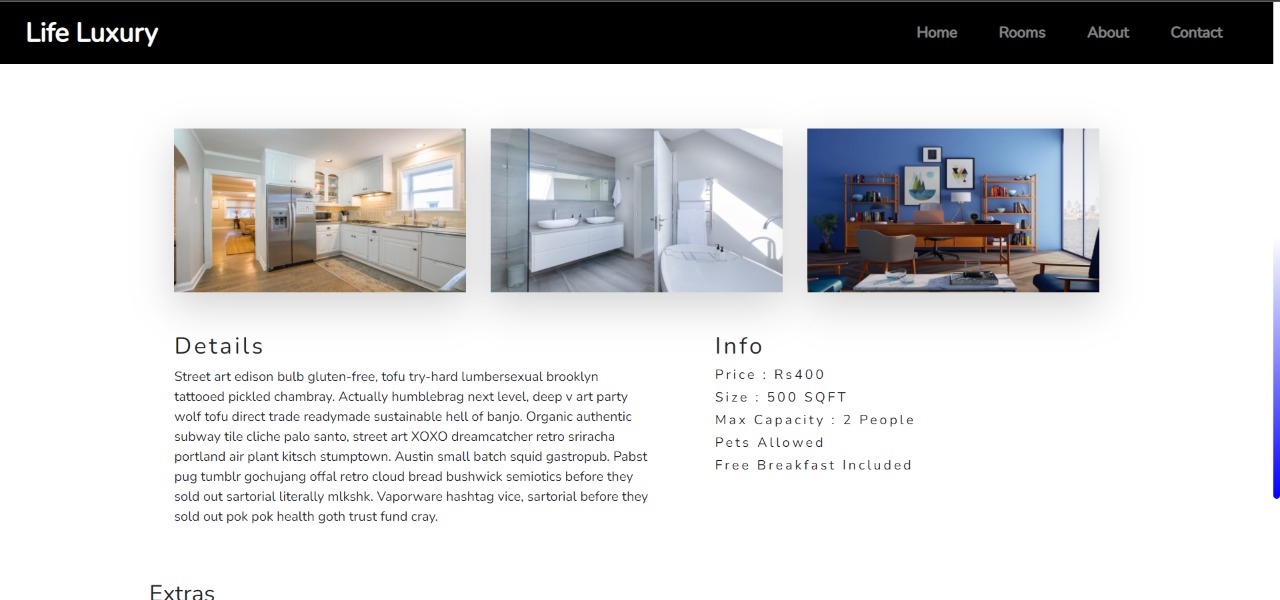 Life Luxury
Home Rooms About Contact
Details
Street art edison bulb gluten-free, tofu try-hard lumbersexual brooklyn
tattooed pickled chambray. Actually humblebrag next level, deep v art party
wolf tofu direct trade readymade sustainable hell of banjo. Organic authentic
subway tile cliche palo santo, street art XOXO dreamcatcher retro sriracha
portland air plant kitsch stumptown. Austin small batch squid gastropub. Pabst
pug tumblr gochujang offal retro cloud bread bushwick semiotics before they
sold out sartorial literally mlkshk. Vaporware hashtag vice, sartorial before they
sold out pok pok health goth trust fund cray.
Info
Price : Rs400
Size : 500 SQFT
Max Capacity : 2 People
Pets Allowed
Free Breakfast Included
Extras